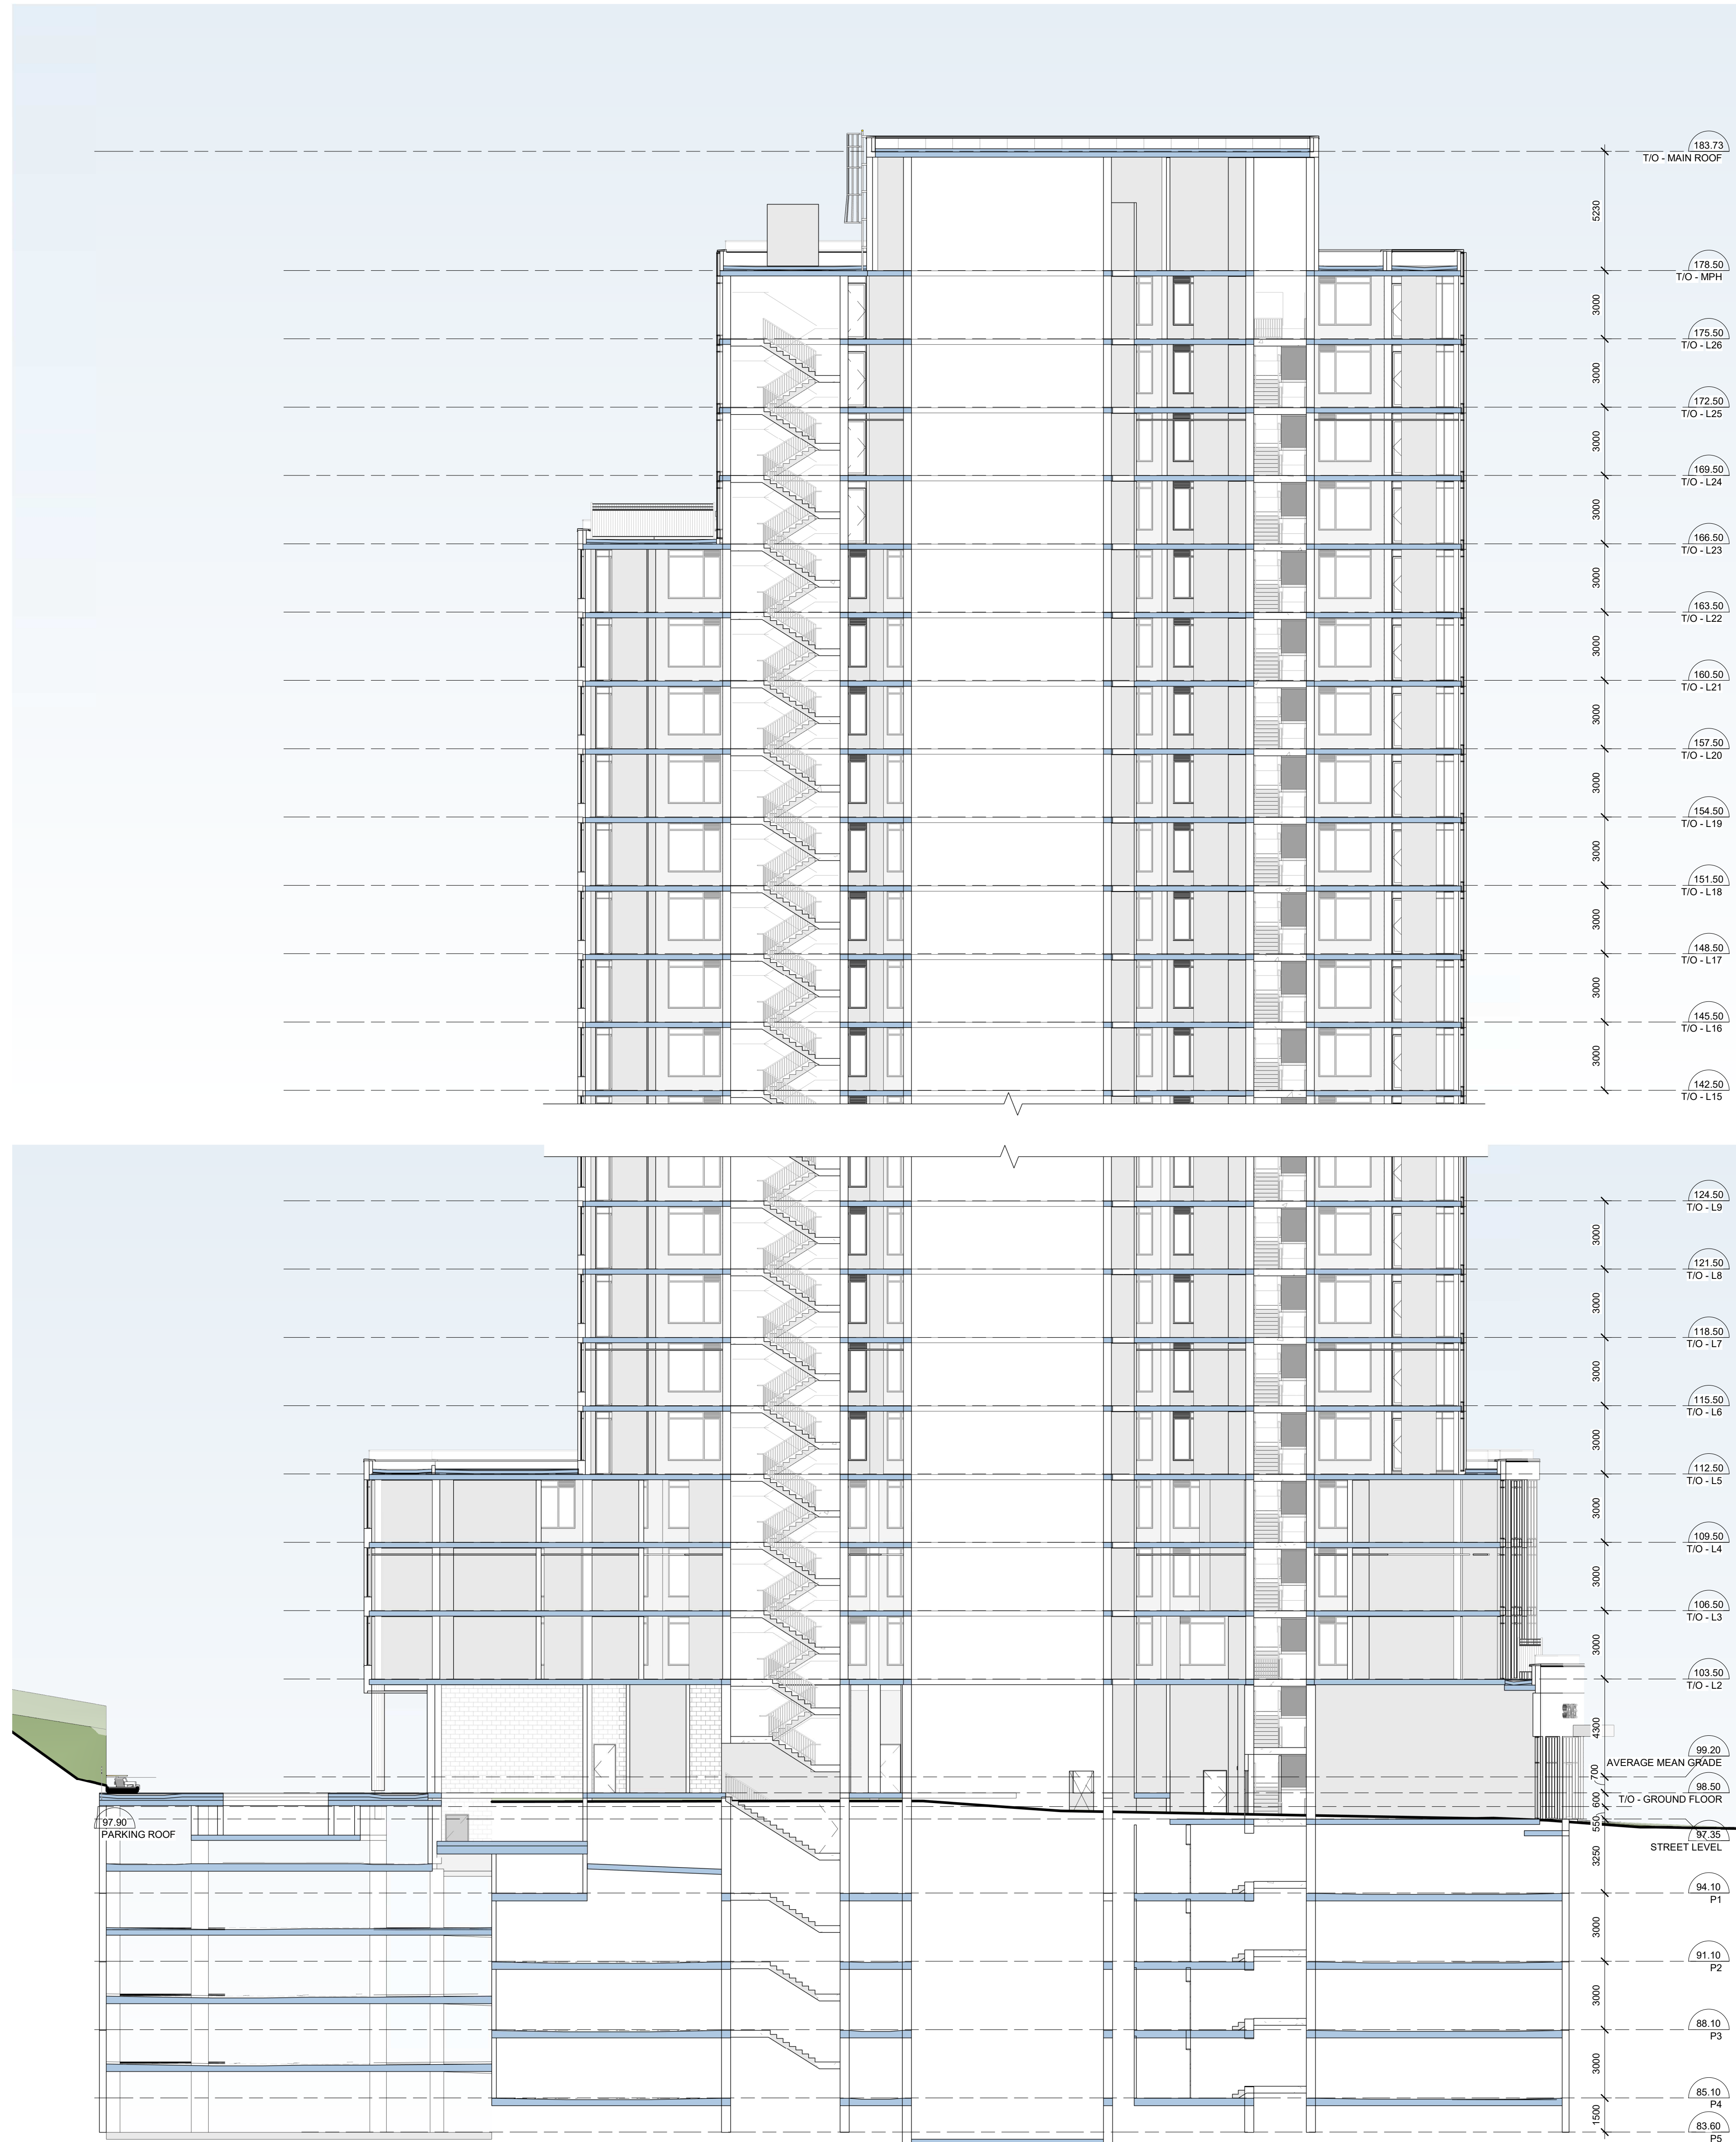 183.73
T/O - MAIN ROOF
5230
178.50
T/O - MPH
3000
175.50
T/O - L26
3000
172.50
T/O - L25
3000
169.50
T/O - L24
3000
166.50
T/O - L23
3000
163.50
T/O - L22
3000
160.50
T/O - L21
3000
157.50
T/O - L20
3000
154.50
T/O - L19
3000
151.50
T/O - L18
3000
148.50
T/O - L17
3000
145.50
T/O - L16
3000
142.50
T/O - L15
124.50
T/O - L9
3000
121.50
T/O - L8
3000
118.50
T/O - L7
3000
115.50
T/O - L6
3000
112.50
T/O - L5
3000
109.50
T/O - L4
3000
106.50
T/O - L3
3000
103.50
T/O - L2
4300
99.20
AVERAGE MEAN GRADE
700
98.50
T/O - GROUND FLOOR
600
97.90
PARKING ROOF
550
97.35
STREET LEVEL
3250
94.10
P1
3000
91.10
P2
3000
88.10
P3
3000
85.10
P4
1500
83.60
P5